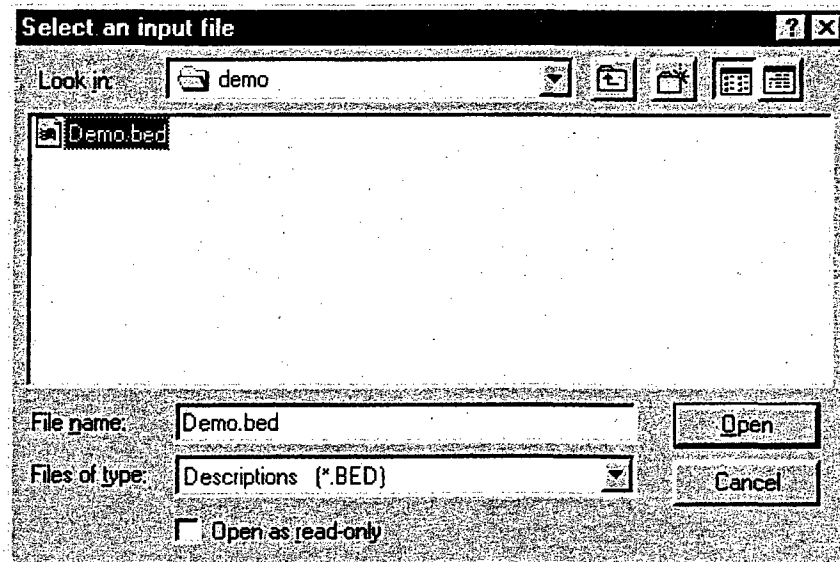 Select an input file
Look in: demo
Demo.bed
File name: Demo.bed Open
Files of type: Descriptions (*.BED) Cancel
Open as read-only